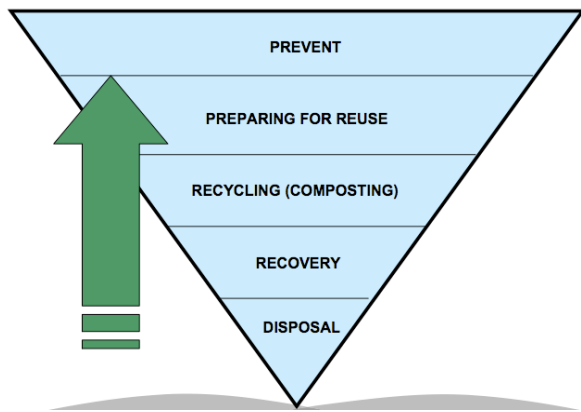 PREVENT
PREPARING FOR REUSE
RECYCLING (COMPOSTING)
RECOVERY
DISPOSAL